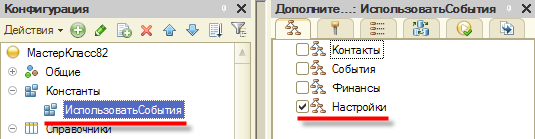 Конфигурация
Действия
МастерКласс82
Общие
Константы
ИспользоватьСобытия
Справочники
Дополните...: ИспользоватьСобытия
Контакты
События
Финансы
Настройки